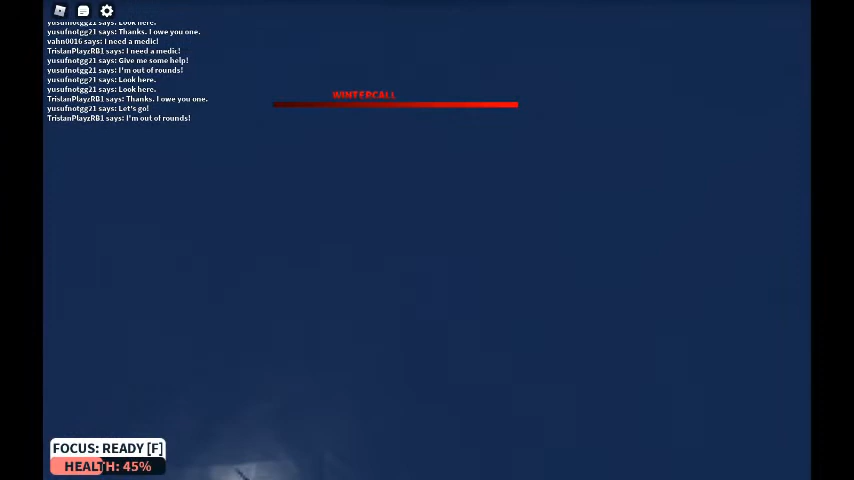 yusufnotgg21 says: Look here.
yusufnotgg21 says: Thanks. I owe you one.
vahn0016 says: I need a medic!
TristanPlayzRB1 says: I need a medic!
yusufnotgg21 says: Give me some help!
yusufnotgg21 says: I'm out of rounds!
yusufnotgg21 says: Look here.
yusufnotgg21 says: Look here.
TristanPlayzRB1 says: Thanks. I owe you one.
yusufnotgg21 says: Let's go!
TristanPlayzRB1 says: I'm out of rounds!
WINTERCALL
FOCUS: READY [F]
HEALTH: 45%